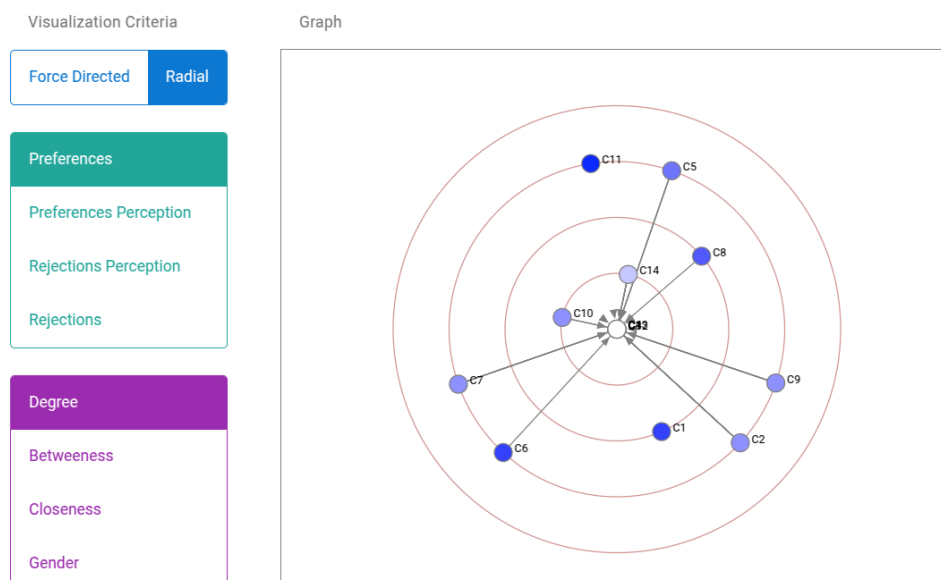 Visualization Criteria
Graph
Force Directed
Radial
Preferences
Preferences Perception
Rejections Perception
Rejections
Degree
Betweeness
Closeness
Gender
C11
C5
C8
C14
C10
C7
C9
C1
C2
C6